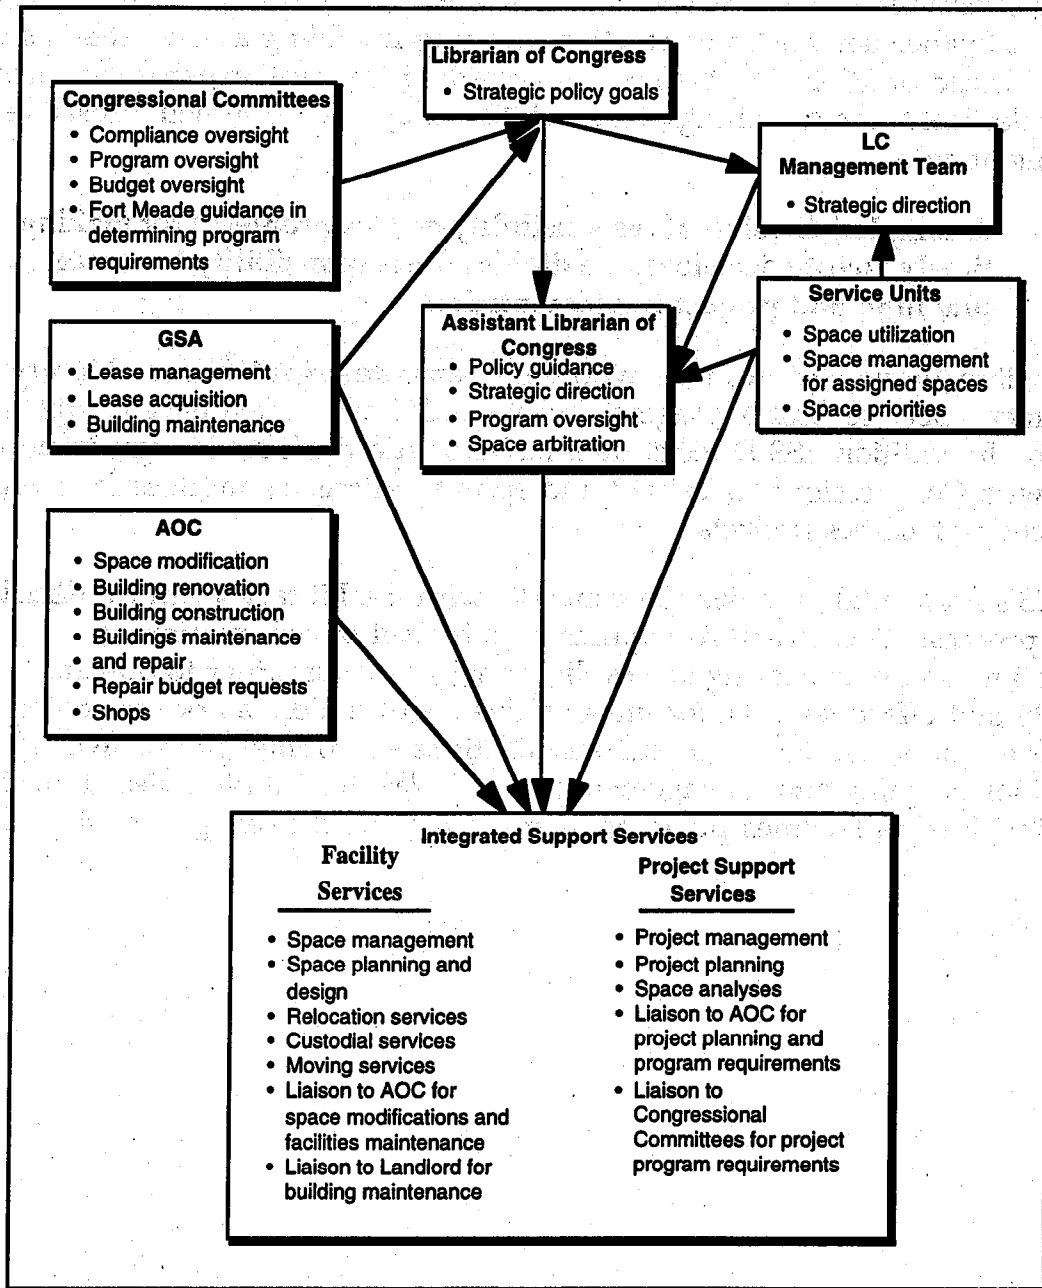 Librarian of Congress
• Strategic policy goals
Congressional Committees
• Compliance oversight
• Program oversight
• Budget oversight
• Fort Meade guidance in
determining program
requirements
LC
Management Team
• Strategic direction
GSA
• Lease management
• Lease acquisition
• Building maintenance
Assistant Librarian of
Congress
• Policy guidance
• Strategic direction
• Program oversight
• Space arbitration
Service Units
• Space utilization
• Space management
for assigned spaces
• Space priorities
AOC
• Space modification
• Building renovation
• Building construction
• Buildings maintenance
• and repair
• Repair budget requests
• Shops
Integrated Support Services
Facility
Services
• Space management
• Space planning and
design
• Relocation services
• Custodial services
• Moving services
• Liaison to AOC for
space modifications and
facilities maintenance
• Liaison to Landlord for
building maintenance
Project Support
Services
• Project management
• Project planning
• Space analyses
• Liaison to AOC for
project planning and
program requirements
• Liaison to
Congressional
Committees for project
program requirements